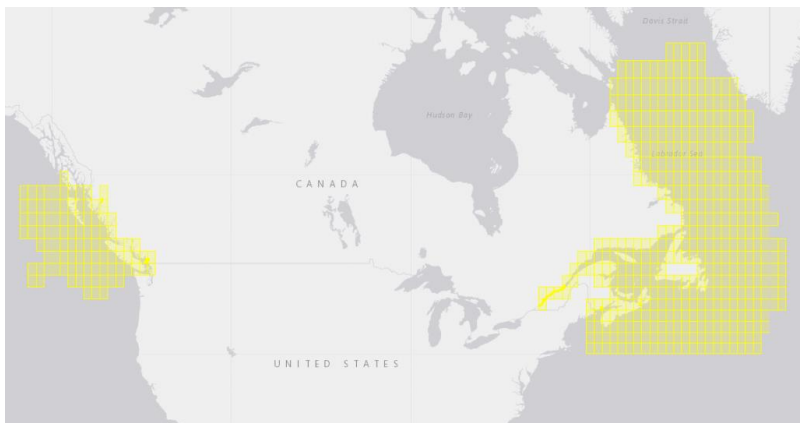 Davis Strait
Hudson Bay
Labrador Sea
CANADA
UNITED STATES